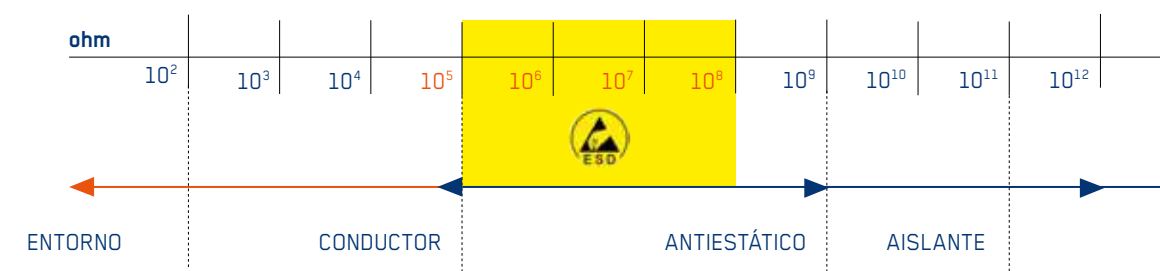 ohm
10² 10³ 10⁴ 10⁵ 10⁶ 10⁷ 10⁸ 10⁹ 10¹⁰ 10¹¹ 10¹²
ESD
ENTORNO CONDUCTOR ANTIESTÁTICO AISLANTE